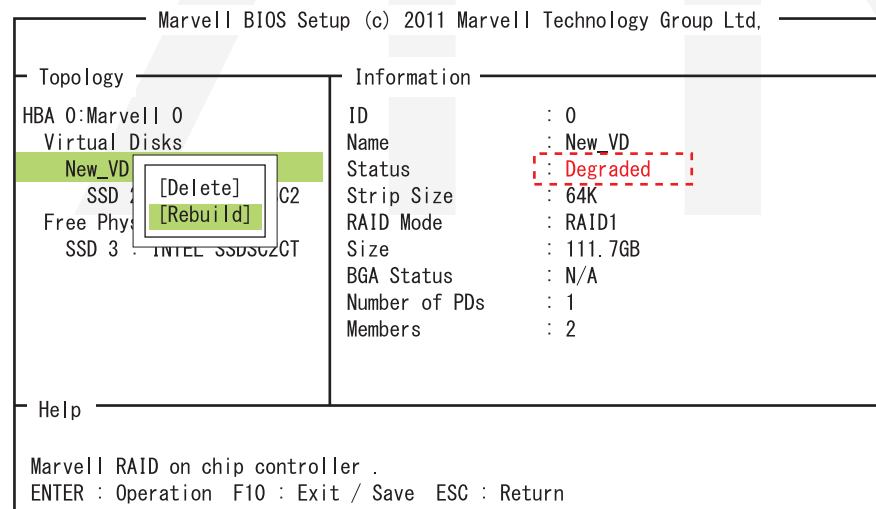 Marvell BIOS Setup (c) 2011 Marvell Technology Group Ltd,
Topology
HBA 0:Marvell 0
Virtual Disks
New_VD
SSD 2
Free Phys
SSD 3 : INTEL SSDSC2CT
[Delete]
[Rebuild]
Information
ID : 0
Name : New_VD
Status : Degraded
Strip Size : 64K
RAID Mode : RAID1
Size : 111.7GB
BGA Status : N/A
Number of PDs : 1
Members : 2
Help
Marvell RAID on chip controller .
ENTER : Operation F10 : Exit / Save ESC : Return